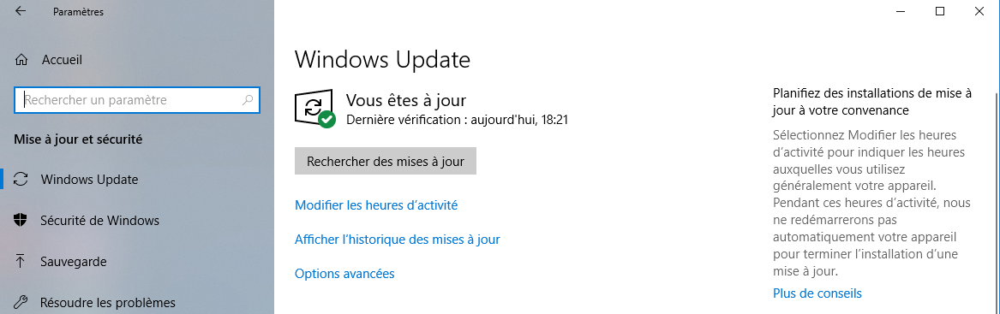 Paramètres
Accueil
Rechercher un paramètre
Mise à jour et sécurité
Windows Update
Sécurité de Windows
Sauvegarde
Résoudre les problèmes
Windows Update
Vous êtes à jour
Dernière vérification : aujourd'hui, 18:21
Rechercher des mises à jour
Modifier les heures d’activité
Afficher l’historique des mises à jour
Options avancées
Planifiez des installations de mise à
jour à votre convenance
Sélectionnez Modifier les heures
d’activité pour indiquer les heures
auxquelles vous utilisez
généralement votre appareil.
Pendant ces heures d’activité, nous
ne redémarrerons pas
automatiquement votre appareil
pour terminer l’installation d’une
mise à jour.
Plus de conseils